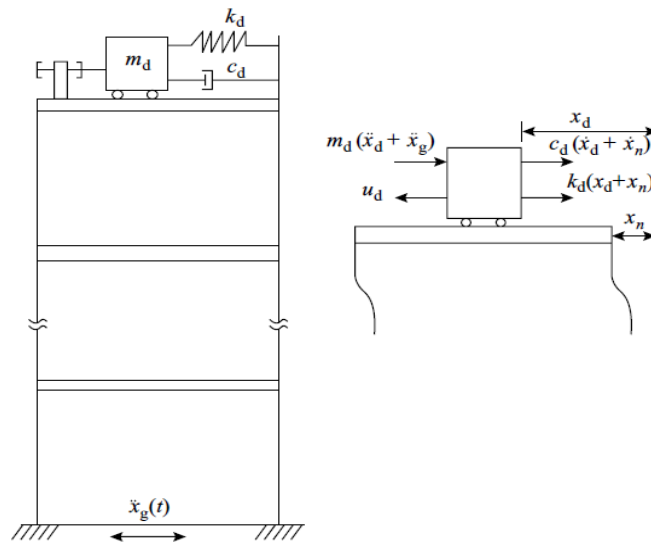 k_d
m_d
c_d
ẍ_g(t)
x_d
m_d(ẍ_d + ẍ_g)
c_d(ẋ_d + ẋ_n)
u_d
k_d(x_d+x_n)
x_n